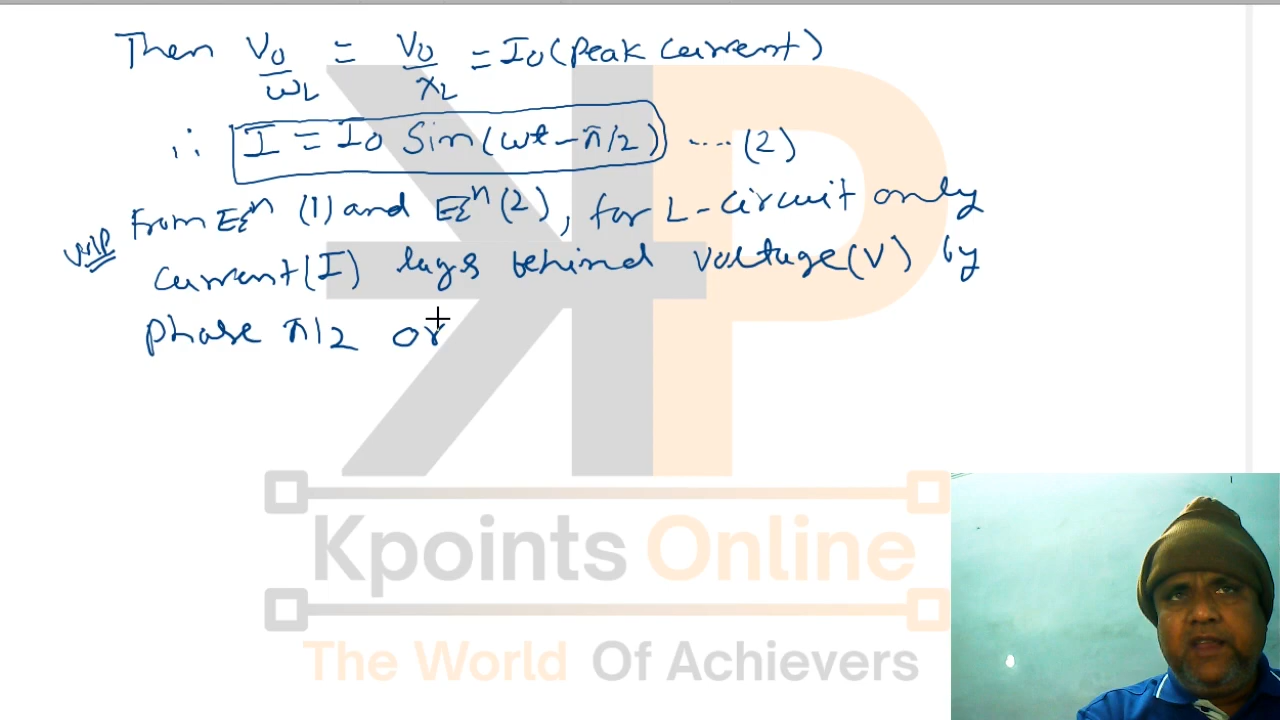 Then V0/ωL = V0/XL = I0 (Peak Current)
∴ I = I0 Sin(ωt - π/2) ---- (2)
From Eqn (1) and Eqn (2), for L-circuit only
VVIP
current (I) lags behind voltage (V) by
phase π/2 or
Kpoints Online
The World Of Achievers